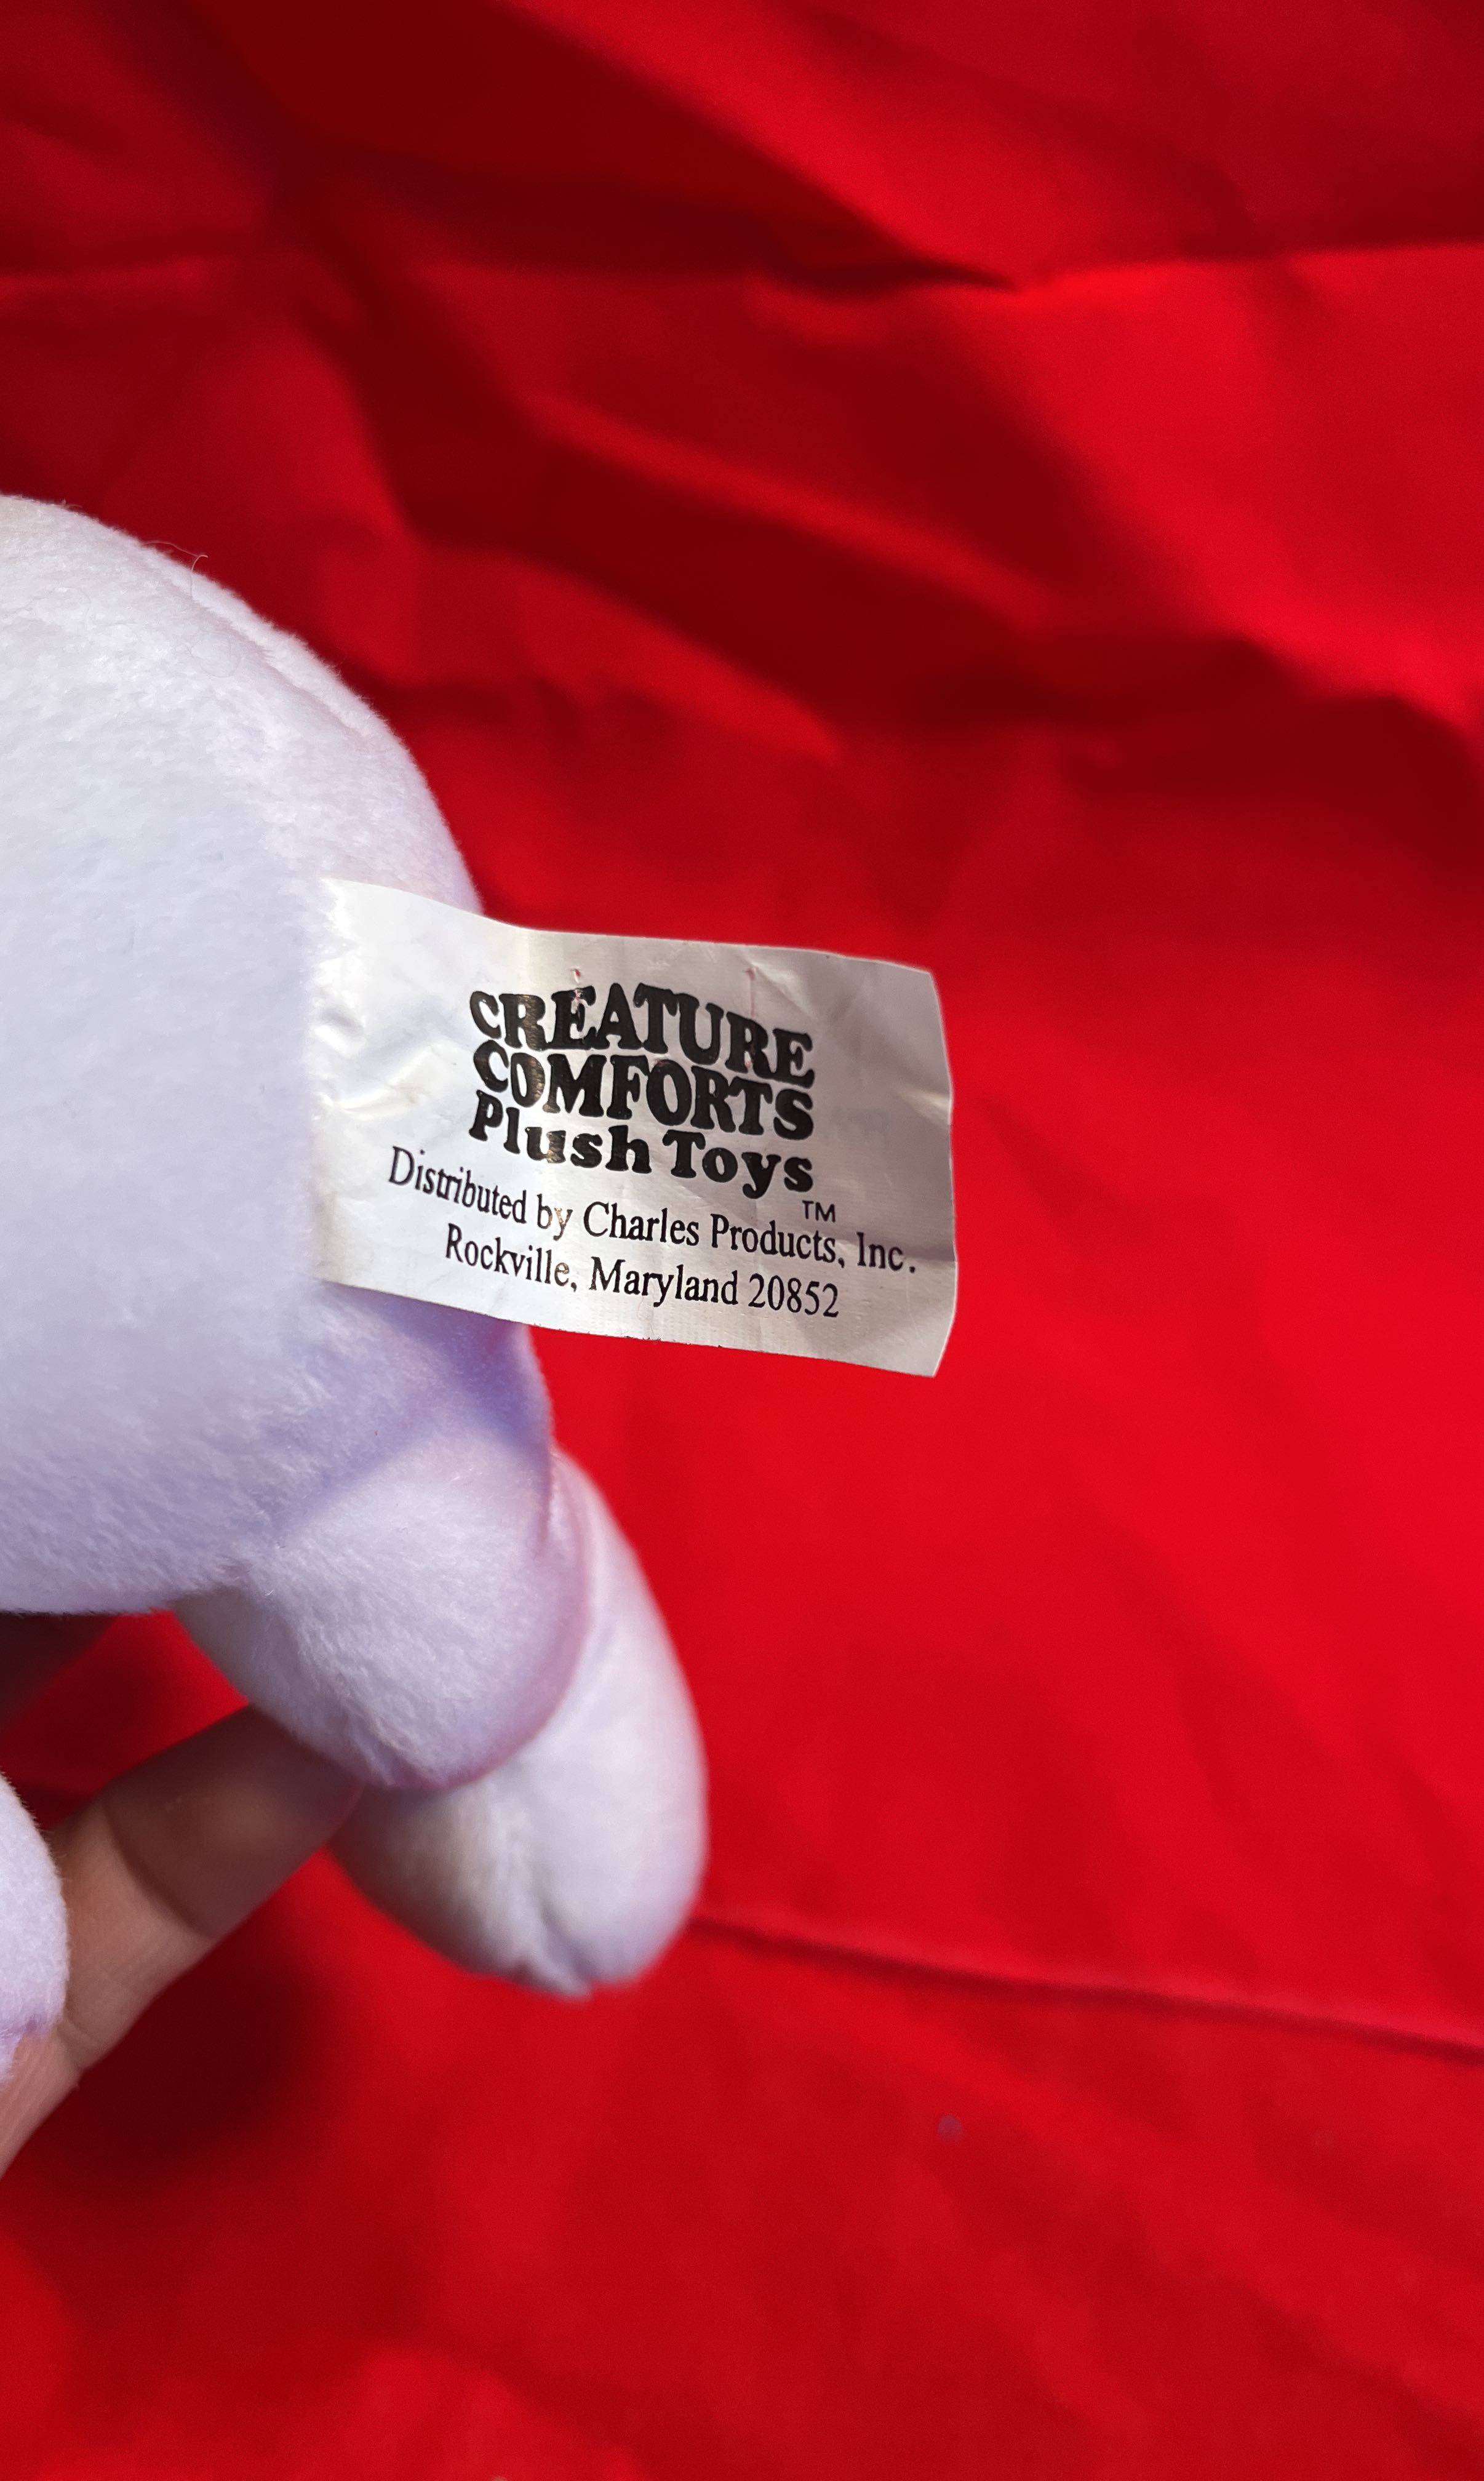 CREATURE
COMFORTS
Plush Toys
TM
Distributed by Charles Products, Inc.
Rockville, Maryland 20852